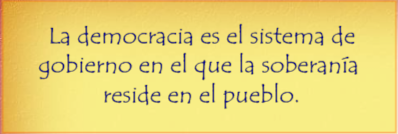 La democracia es el sistema de
gobierno en el que la soberanía
reside en el pueblo.